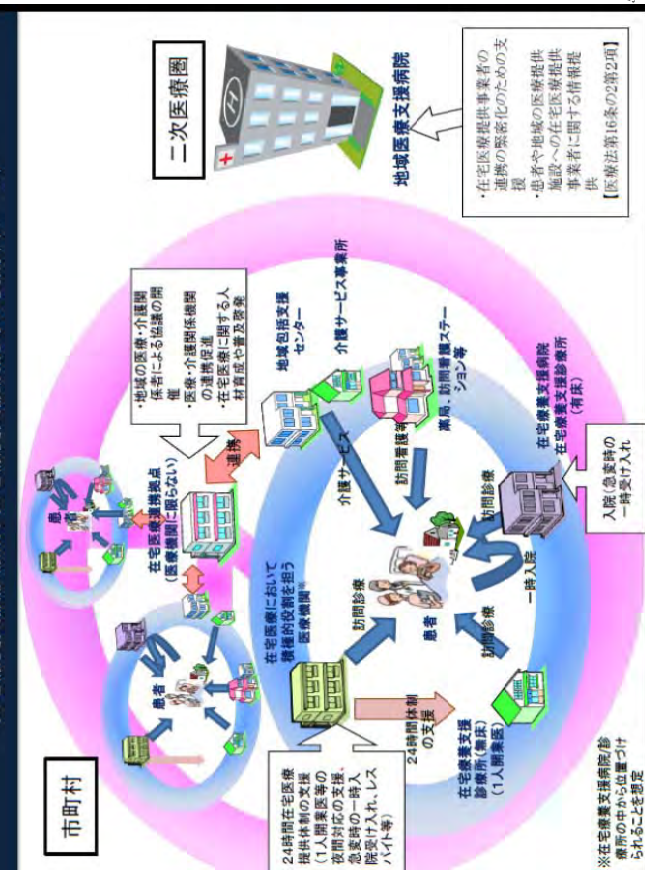 市町村
二次医療圏
地域医療支援病院
・在宅医療提供事業者の
連携の緊密化のための支
援
・患者や地域の医療提供
施設への在宅医療提供
事業者に関する情報提
供
【医療法第16条の2第2項】
・地域の医療・介護関
係者による協議の開
催
・医療・介護関係機関
の連携促進
・在宅医療に関する人
材育成や普及啓発
在宅医療連携拠点
(医療機関に限らない)
連携
地域包括支援
センター
介護サービス事業所
薬局、訪問看護ステー
ション等
在宅療養支援病院
在宅療養支援診療所
(有床)
入院(急変時の
一時受け入れ
患者
患者
在宅医療において
積極的役割を担う
医療機関※
介護サービス
訪問看護等
訪問診療
患者
訪問診療
一時入院
訪問診療
24時間体制
の支援
在宅療養支援
診療所(無床)
(1人開業医)
24時間在宅医療
提供体制の支援
(1人開業医等の
夜間対応の支援、
急変時の一時入
院受け入れ、レス
パイト等)
※在宅療養支援病院/診
療所の中から位置づけ
られることを想定